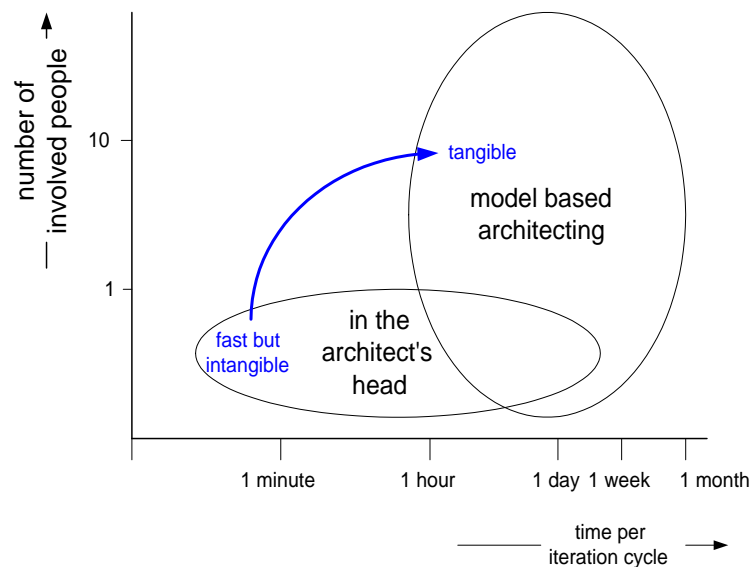 number of
involved people
10
1
tangible
model based
architecting
fast but
intangible
in the
architect's
head
1 minute
1 hour
1 day
1 week
1 month
time per
iteration cycle